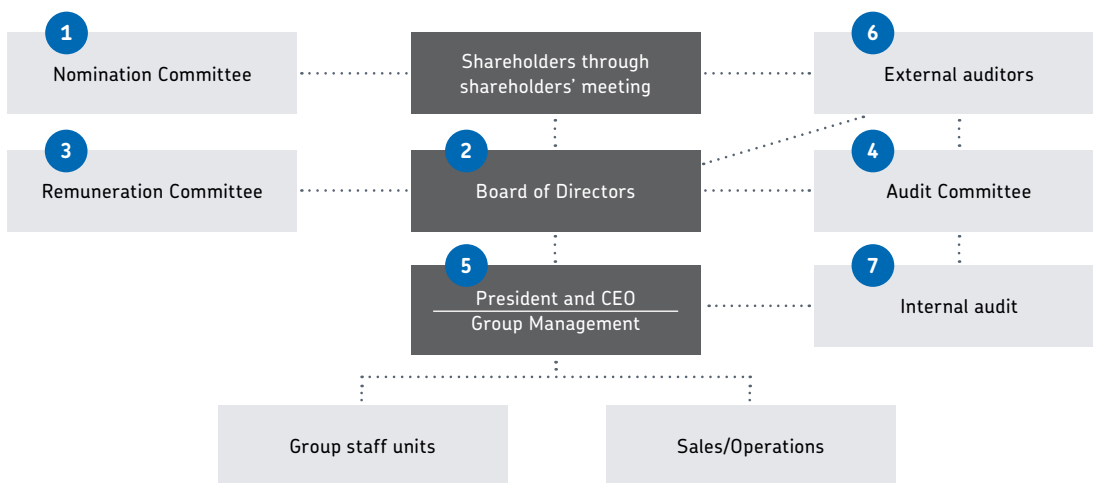 1
Nomination Committee
Shareholders through
shareholders’ meeting
6
External auditors
3
Remuneration Committee
2
Board of Directors
4
Audit Committee
5
President and CEO
Group Management
7
Internal audit
Group staff units
Sales/Operations